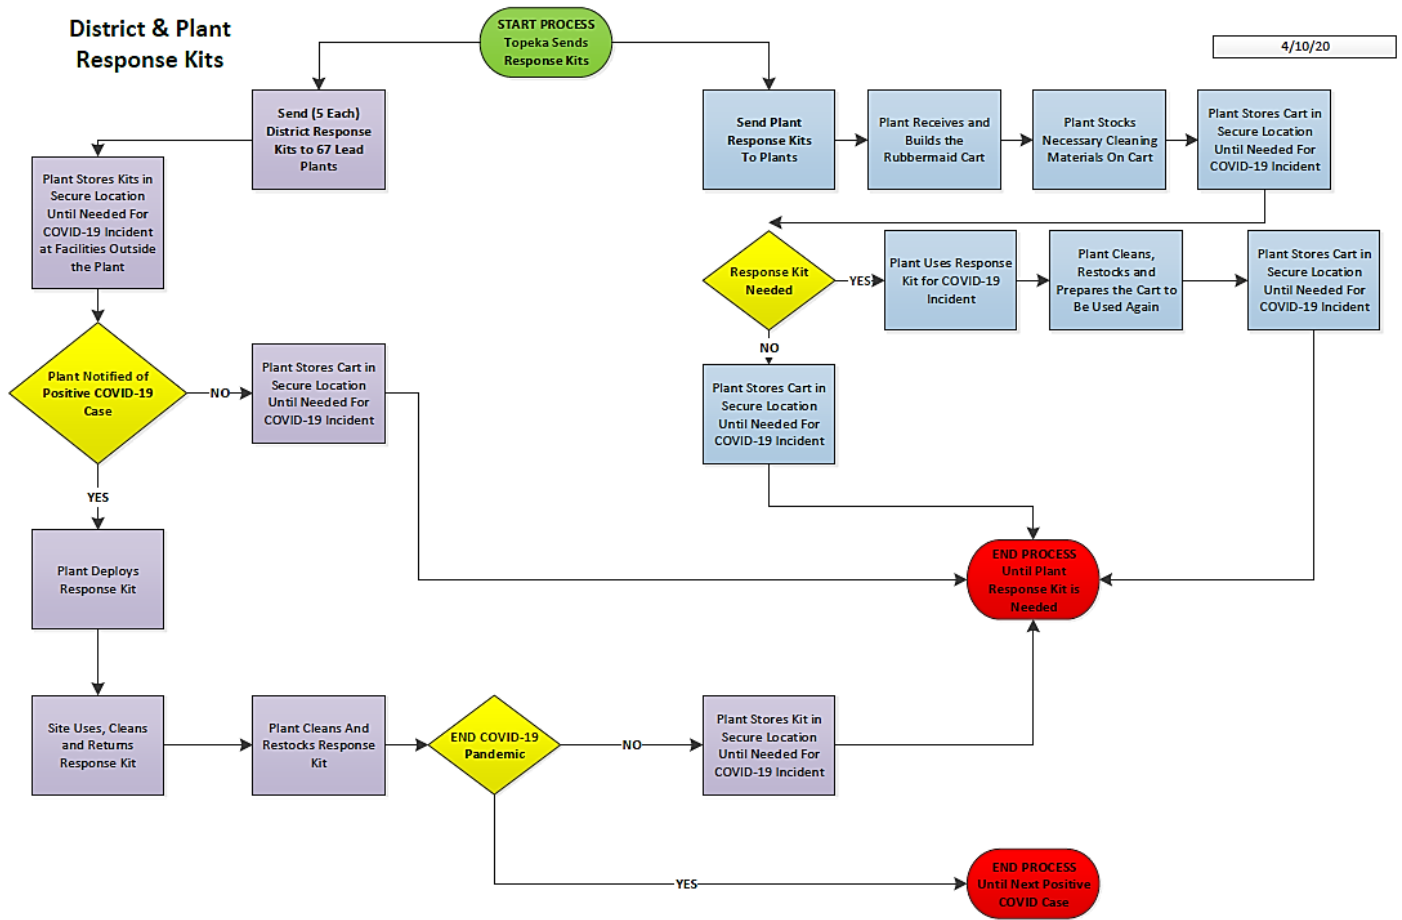 District & Plant
Response Kits
START PROCESS
Topeka Sends
Response Kits
4/10/20
Send (5 Each)
District Response
Kits to 67 Lead
Plants
Send Plant
Response Kits
To Plants
Plant Receives and
Builds the
Rubbermaid Cart
Plant Stocks
Necessary Cleaning
Materials On Cart
Plant Stores Cart in
Secure Location
Until Needed For
COVID-19 Incident
Plant Stores Kits in
Secure Location
Until Needed For
COVID-19 Incident
at Facilities Outside
the Plant
Response Kit
Needed
YES
Plant Uses Response
Kit for COVID-19
Incident
Plant Cleans,
Restocks and
Prepares the Cart to
Be Used Again
Plant Stores Cart in
Secure Location
Until Needed For
COVID-19 Incident
NO
Plant Notified of
Positive COVID-19
Case
NO
Plant Stores Cart in
Secure Location
Until Needed For
COVID-19 Incident
Plant Stores Cart in
Secure Location
Until Needed For
COVID-19 Incident
YES
Plant Deploys
Response Kit
END PROCESS
Until Plant
Response Kit is
Needed
Site Uses, Cleans
and Returns
Response Kit
Plant Cleans And
Restocks Response
Kit
END COVID-19
Pandemic
NO
Plant Stores Kit in
Secure Location
Until Needed For
COVID-19 Incident
YES
END PROCESS
Until Next Positive
COVID Case